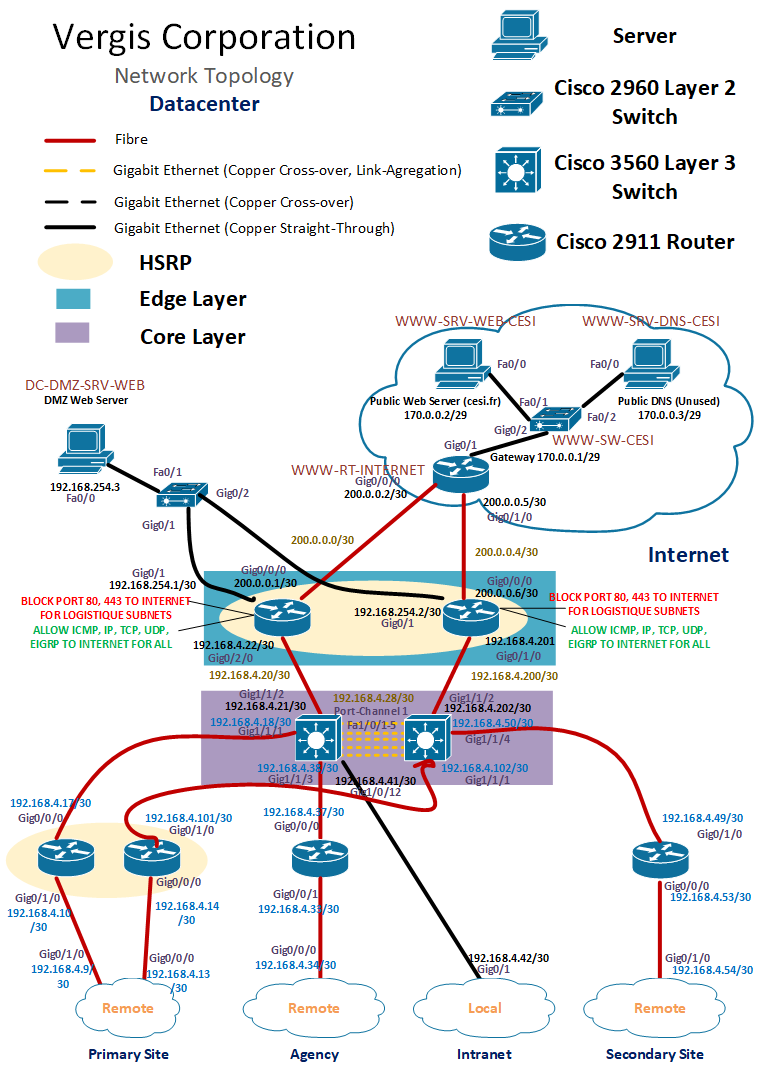 Vergis Corporation
Network Topology
Datacenter
Fibre
Gigabit Ethernet (Copper Cross-over, Link-Agregation)
Gigabit Ethernet (Copper Cross-over)
Gigabit Ethernet (Copper Straight-Through)
HSRP
Edge Layer
Core Layer
Server
Cisco 2960 Layer 2
Switch
Cisco 3560 Layer 3
Switch
Cisco 2911 Router
WWW-SRV-WEB-CESI
WWW-SRV-DNS-CESI
Fa0/0
Fa0/0
Public Web Server (cesi.fr)
170.0.0.2/29
Fa0/1
Public DNS (Unused)
170.0.0.3/29
Fa0/2
Gig0/2
WWW-SW-CESI
Gig0/1
Gateway 170.0.0.1/29
WWW-RT-INTERNET
Gig0/0/0
200.0.0.2/30
200.0.0.5/30
Gig0/1/0
Internet
DC-DMZ-SRV-WEB
DMZ Web Server
192.168.254.3
Fa0/0
Fa0/1
Gig0/2
Gig0/1
200.0.0.0/30
200.0.0.4/30
Gig0/1
192.168.254.1/30
Gig0/0/0
200.0.0.1/30
Gig0/0/0
200.0.0.6/30
BLOCK PORT 80, 443 TO INTERNET
FOR LOGISTIQUE SUBNETS
ALLOW ICMP, IP, TCP, UDP,
EIGRP TO INTERNET FOR ALL
192.168.254.2/30
Gig0/1
BLOCK PORT 80, 443 TO INTERNET
FOR LOGISTIQUE SUBNETS
ALLOW ICMP, IP, TCP, UDP,
EIGRP TO INTERNET FOR ALL
192.168.4.22/30
Gig0/2/0
192.168.4.201
Gig0/1/0
192.168.4.20/30
192.168.4.200/30
Gig1/1/2
192.168.4.21/30
192.168.4.18/30
Gig1/1/1
192.168.4.28/30
Port-Channel 1
Fa1/0/1-5
Gig1/1/2
192.168.4.202/30
192.168.4.50/30
Gig1/1/4
192.168.4.38/30
Gig1/1/3
192.168.4.41/30
Gig1/0/12
192.168.4.102/30
Gig1/1/1
192.168.4.17/30
Gig0/0/0
192.168.4.101/30
Gig0/1/0
192.168.4.37/30
Gig0/0/0
192.168.4.49/30
Gig0/1/0
Gig0/1/0
192.168.4.10
/30
Gig0/0/0
192.168.4.14
/30
Gig0/0/1
192.168.4.33/30
Gig0/0/0
192.168.4.53/30
Gig0/1/0
192.168.4.9/
30
Gig0/0/0
192.168.4.13
/30
Gig0/0/0
192.168.4.34/30
192.168.4.42/30
Gig0/1
Gig0/1/0
192.168.4.54/30
Remote
Remote
Local
Remote
Primary Site
Agency
Intranet
Secondary Site